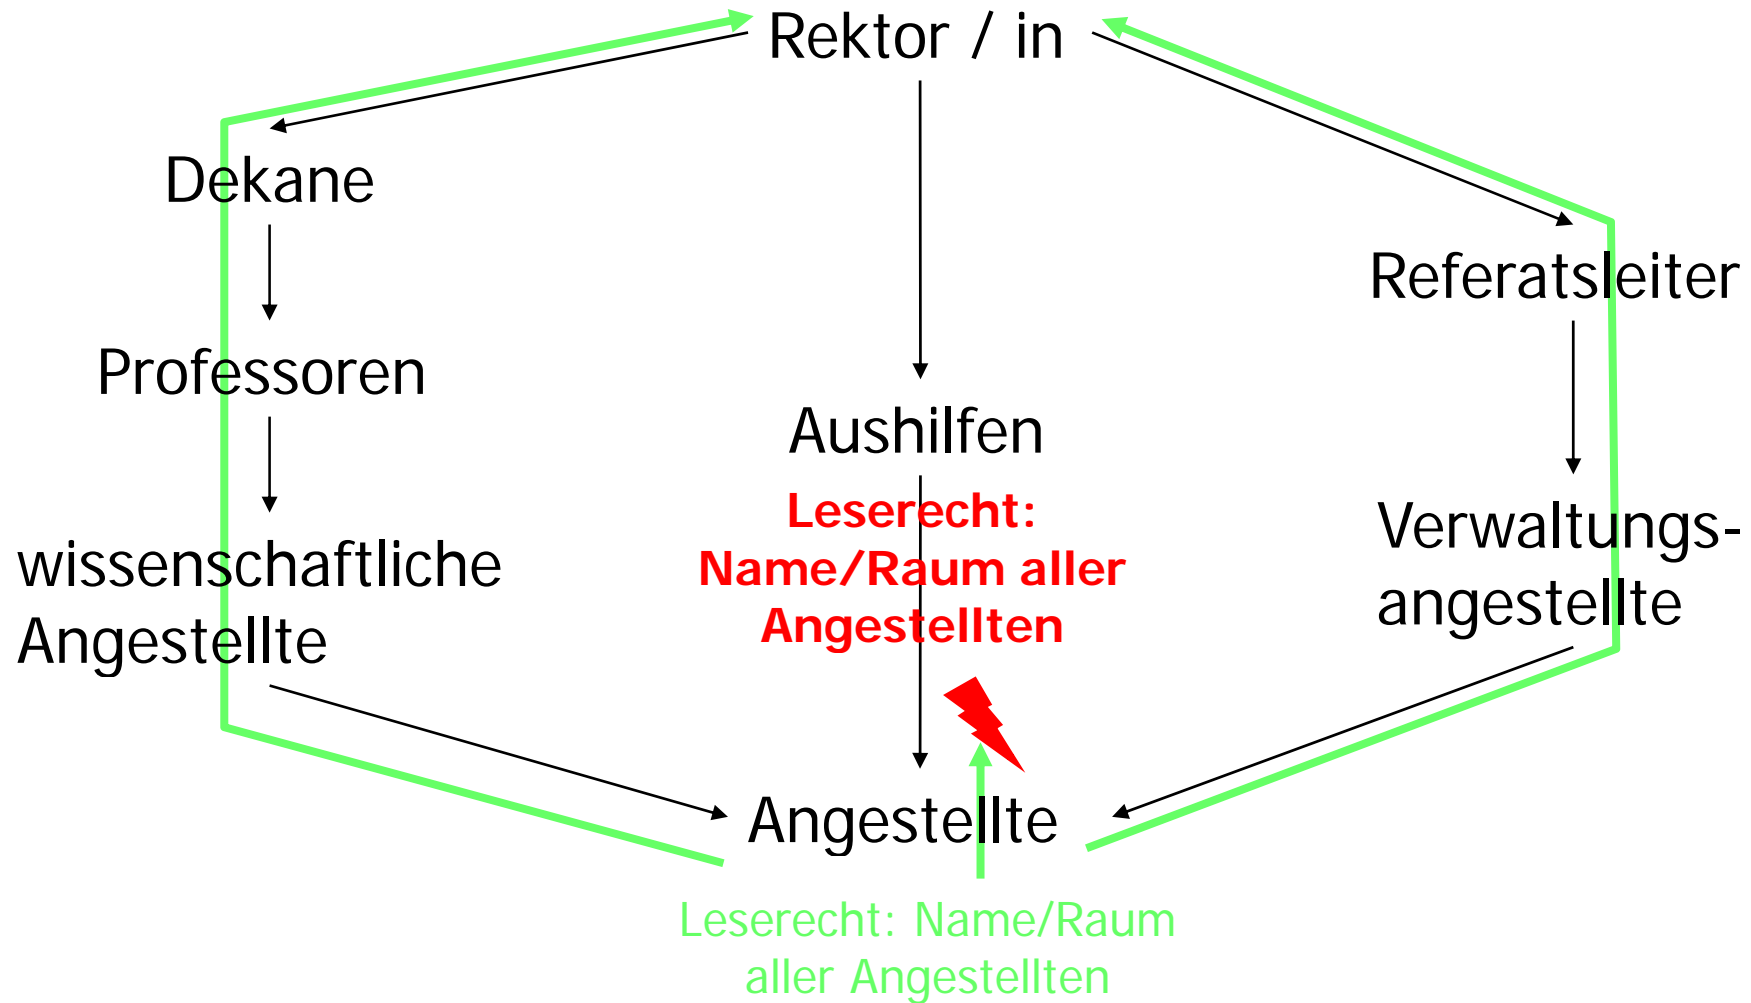 Rektor / in
Dekane
Referatsleiter
Professoren
Aushilfen
Leserecht:
Name/Raum aller
Angestellten
wissenschaftliche
Angestellte
Verwaltungs-
angestellte
Angestellte
Leserecht: Name/Raum
aller Angestellten